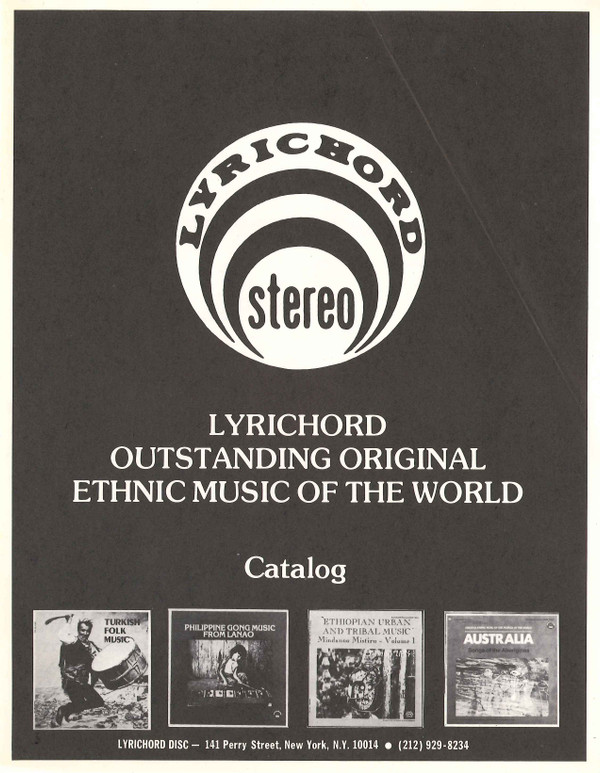 LYRICHORD
stereo
LYRICHORD
OUTSTANDING ORIGINAL
ETHNIC MUSIC OF THE WORLD
Catalog
TURKISH
FOLK
MUSIC
PHILIPPINE GONG MUSIC
FROM LANAO
ETHIOPIAN URBAN
AND TRIBAL MUSIC
Mindanoo Mistiru - Volume 1
AUSTRALIA
Songs of the Aborigines
LYRICHORD DISC — 141 Perry Street, New York, N.Y. 10014 ● (212) 929-8234